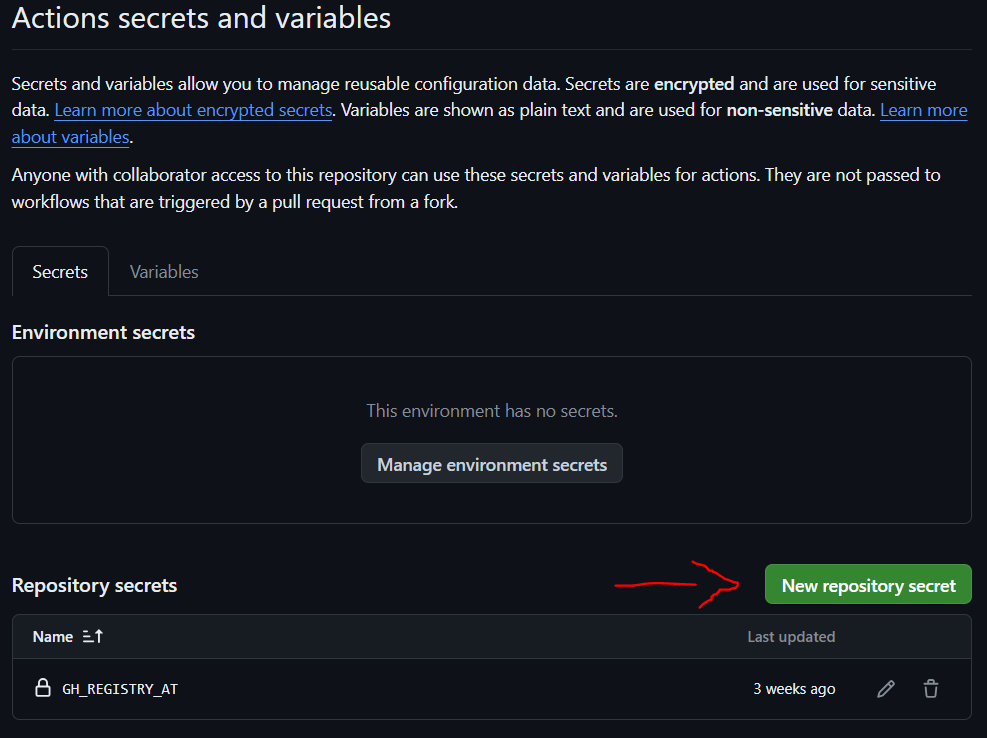 Actions secrets and variables
Secrets and variables allow you to manage reusable configuration data. Secrets are encrypted and are used for sensitive
data. Learn more about encrypted secrets. Variables are shown as plain text and are used for non-sensitive data. Learn more
about variables.
Anyone with collaborator access to this repository can use these secrets and variables for actions. They are not passed to
workflows that are triggered by a pull request from a fork.
Secrets Variables
Environment secrets
This environment has no secrets.
Manage environment secrets
Repository secrets New repository secret
Name Last updated
GH_REGISTRY_AT 3 weeks ago